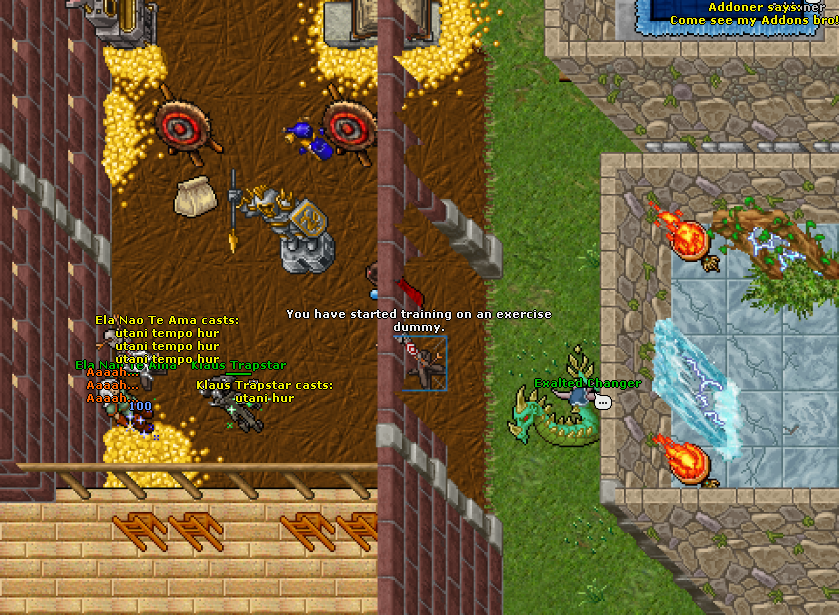 Addoner says:
Come see my Addons bro!
Ela Nao Te Ama casts:
utani tempo hur
utani tempo hur
utani tempo hur
You have started training on an exercise
dummy.
Ela Nao Te Ama
Klaus Trapstar
Aaaah...
Aaaah...
Aaaah...
100
Klaus Trapstar casts:
utani hur
Exalted Changer